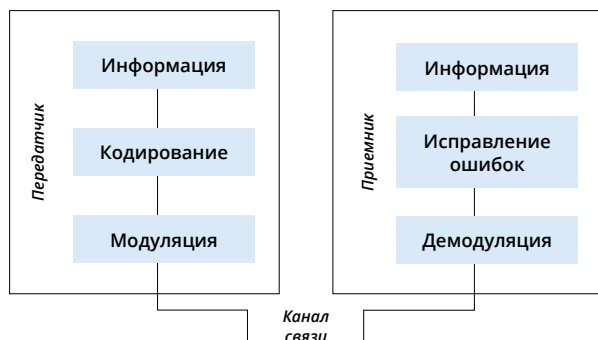 Передатчик
Информация
Кодирование
Модуляция
Приемник
Информация
Исправление
ошибок
Демодуляция
Канал
связи